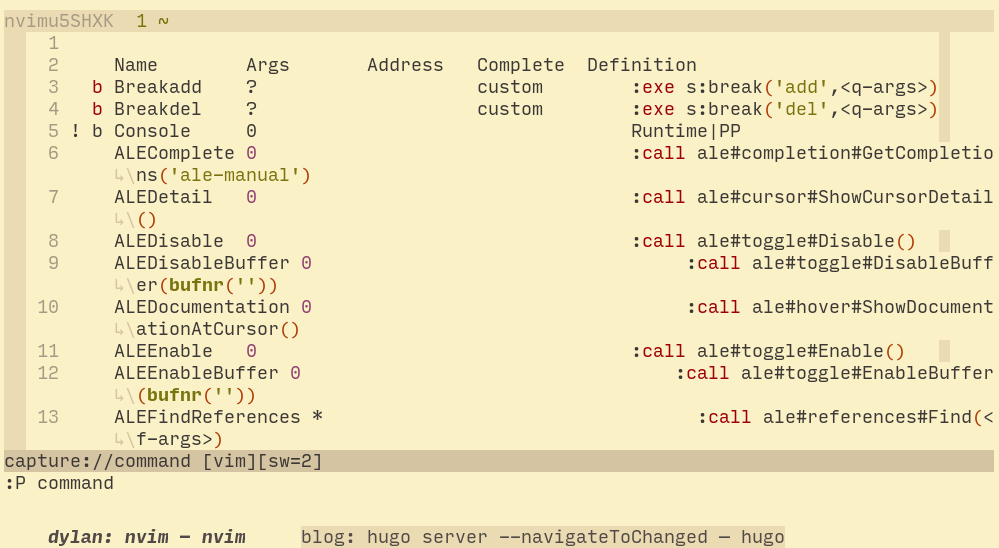 nvimu5SHXK  1 ~
1
2     Name        Args       Address   Complete  Definition
3   b Breakadd    ?                    custom        :exe s:break('add',<q-args>)
4   b Breakdel    ?                    custom        :exe s:break('del',<q-args>)
5 ! b Console     0                                  Runtime|PP
6     ALEComplete 0                                  :call ale#completion#GetCompletio
↳\ns('ale-manual')
7     ALEDetail   0                                  :call ale#cursor#ShowCursorDetail
↳\()
8     ALEDisable  0                                  :call ale#toggle#Disable()
9     ALEDisableBuffer 0                                  :call ale#toggle#DisableBuff
↳\er(bufnr(''))
10     ALEDocumentation 0                                  :call ale#hover#ShowDocument
↳\ationAtCursor()
11     ALEEnable   0                                  :call ale#toggle#Enable()
12     ALEEnableBuffer 0                                  :call ale#toggle#EnableBuffer
↳\(bufnr(''))
13     ALEFindReferences *                                  :call ale#references#Find(<
↳\f-args>)
capture://command [vim][sw=2]
:P command
dylan: nvim — nvim     blog: hugo server --navigateToChanged — hugo